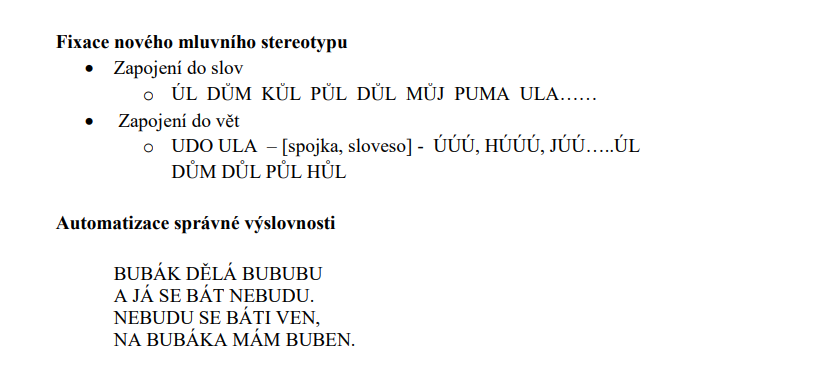 Fixace nového mluvního stereotypu
• Zapojení do slov
o ÚL DŮM KŮL PŮL DŮL MŮJ PUMA ULA……
• Zapojení do vět
o UDO ULA – [spojka, sloveso] - ÚÚÚ, HÚÚÚ, JÚÚ…..ÚL
DŮM DŮL PŮL HŮL
Automatizace správné výslovnosti
BUBÁK DĚLÁ BUBUBU
A JÁ SE BÁT NEBUDU.
NEBUDU SE BÁTI VEN,
NA BUBÁKA MÁM BUBEN.